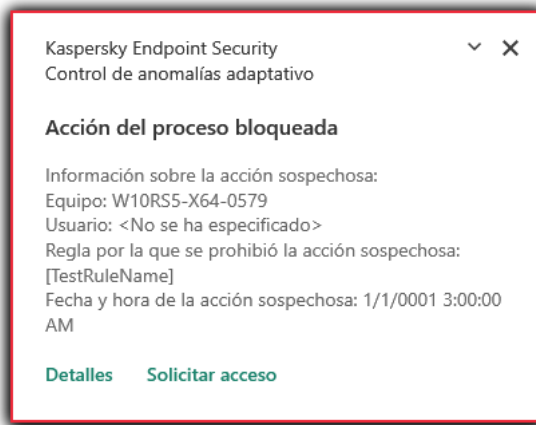 Kaspersky Endpoint Security
Control de anomalías adaptativo
Acción del proceso bloqueada
Información sobre la acción sospechosa:
Equipo: W10RS5-X64-0579
Usuario: <No se ha especificado>
Regla por la que se prohibió la acción sospechosa:
[TestRuleName]
Fecha y hora de la acción sospechosa: 1/1/0001 3:00:00
AM
Detalles Solicitar acceso